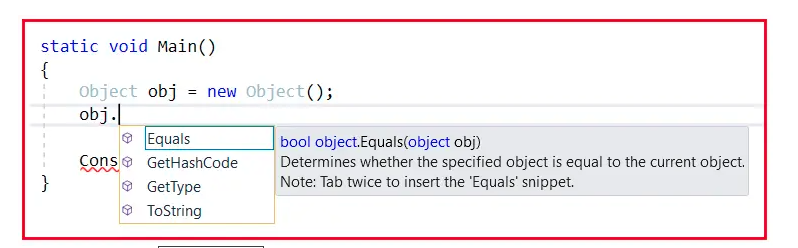 static void Main()
{
Object obj = new Object();
obj.
Equals
GetHashCode
GetType
ToString
bool object.Equals(object obj)
Determines whether the specified object is equal to the current object.
Note: Tab twice to insert the 'Equals' snippet.
Cons
}